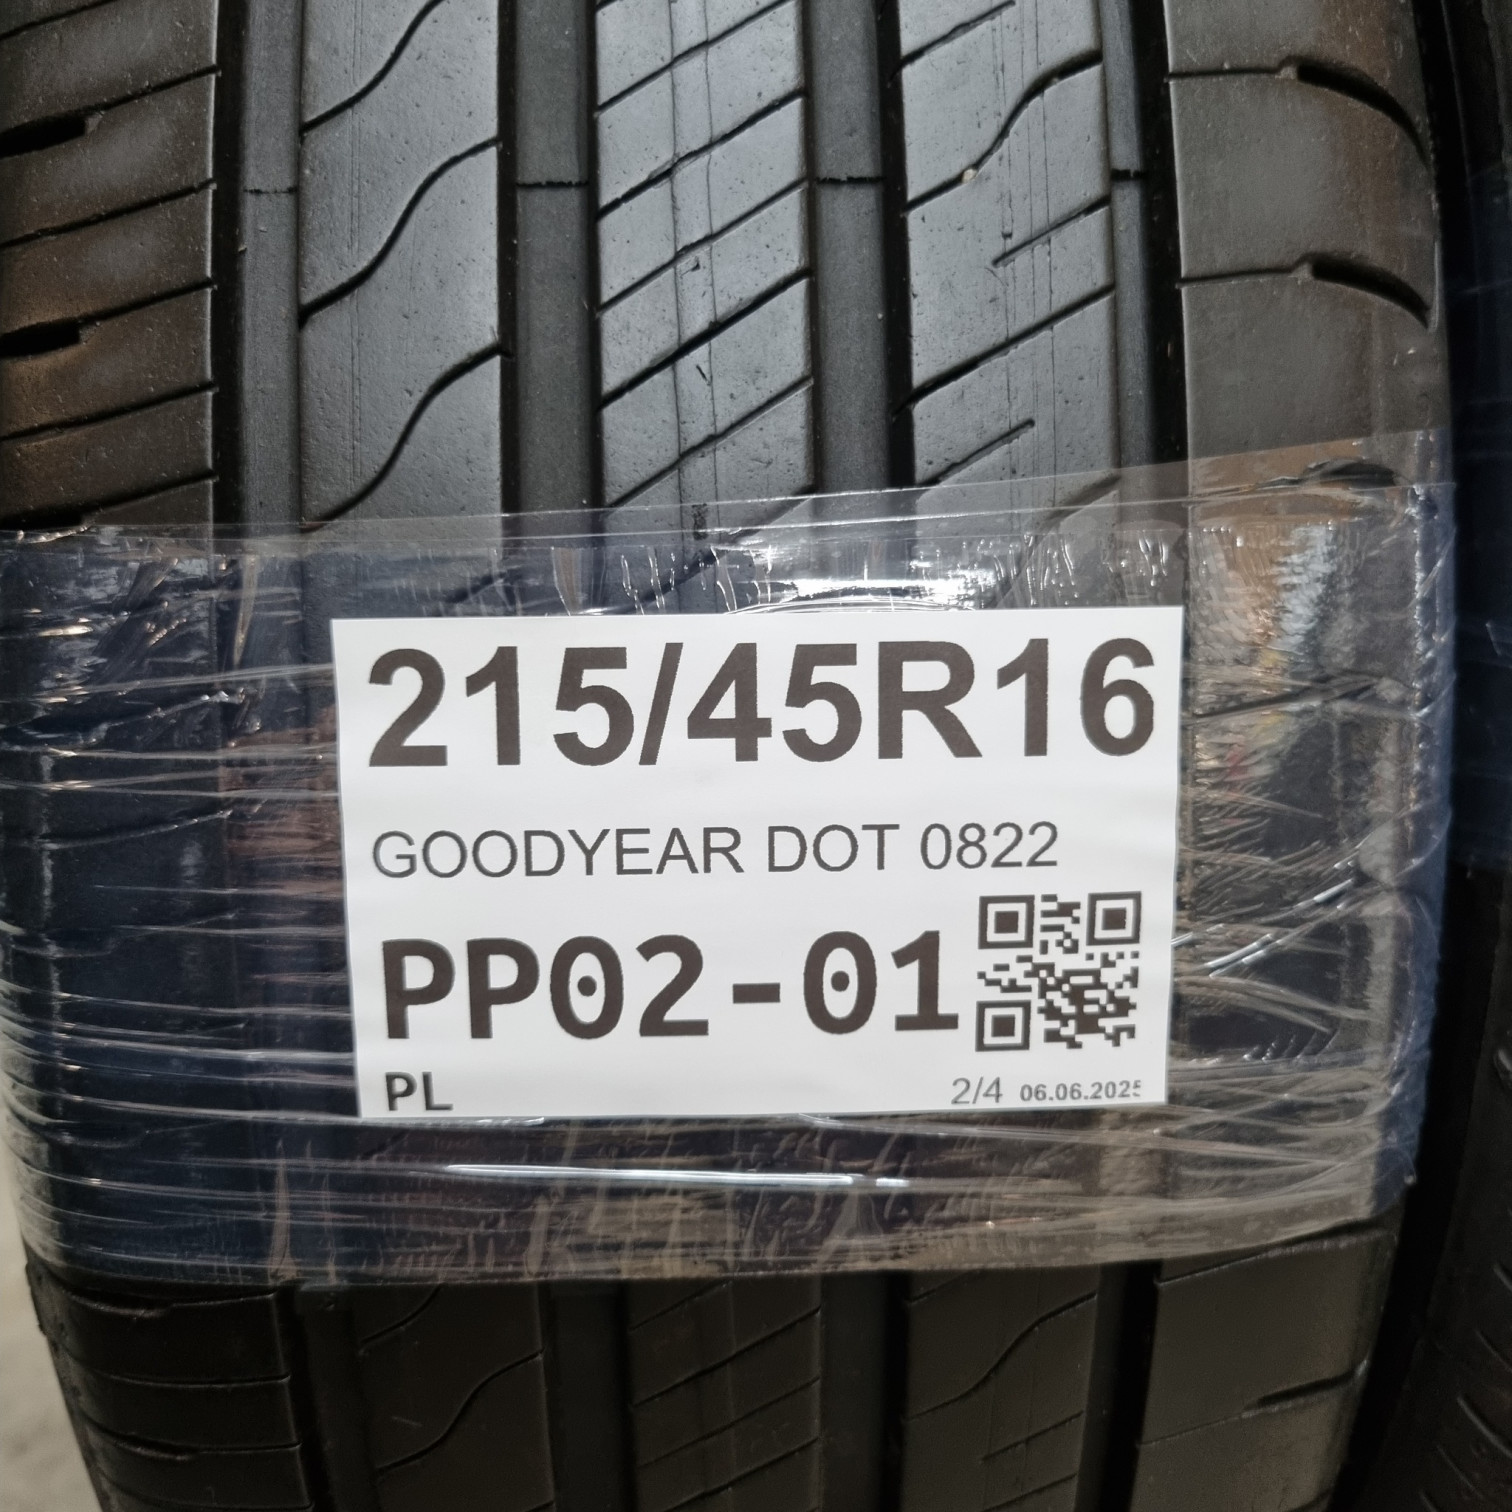 215/45R16
GOODYEAR DOT 0822
PP02-01
PL
2/4 06.06.2025